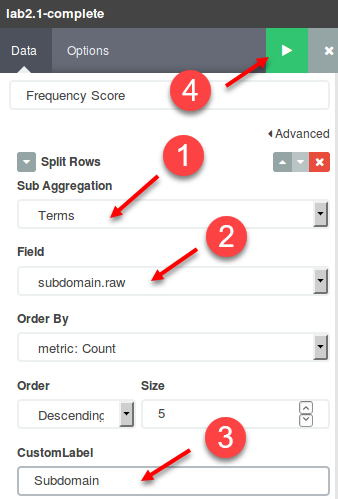 lab2.1-complete
Data Options
4
Frequency Score
Advanced
1
Split Rows
Sub Aggregation
Terms
2
Field
subdomain.raw
Order By
metric: Count
Order Size
Descending 5
3
CustomLabel
Subdomain